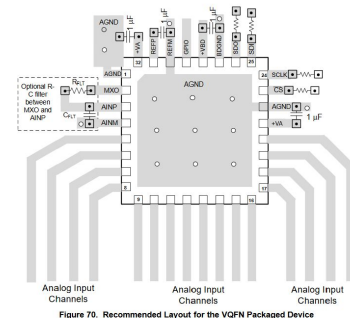 AGND
µF
1 µF
+VA
REFP
REFM
GPIO
+VBD
BDGND
SDO
SDI
32
25
AGND
1
24
SCLK
Optional R-
C filter
between
MXO and
AINP
RFLT
MXO
AGND
CS
AINP
AGND
CFLT
AINM
1 µF
+VA
8
17
9
16
Analog Input
Channels
Analog Input
Channels
Analog Input
Channels
Figure 70. Recommended Layout for the VQFN Packaged Device